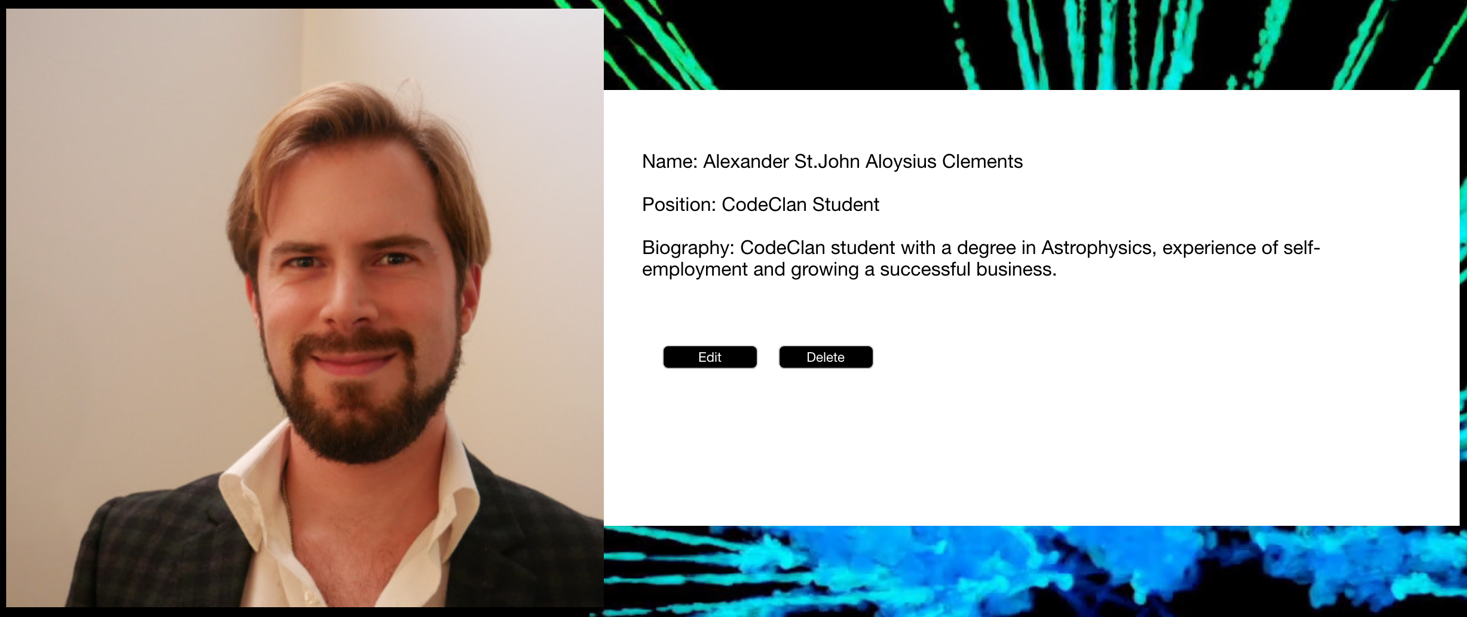 Name: Alexander St.John Aloysius Clements
Position: CodeClan Student
Biography: CodeClan student with a degree in Astrophysics, experience of self-
employment and growing a successful business.
Edit Delete